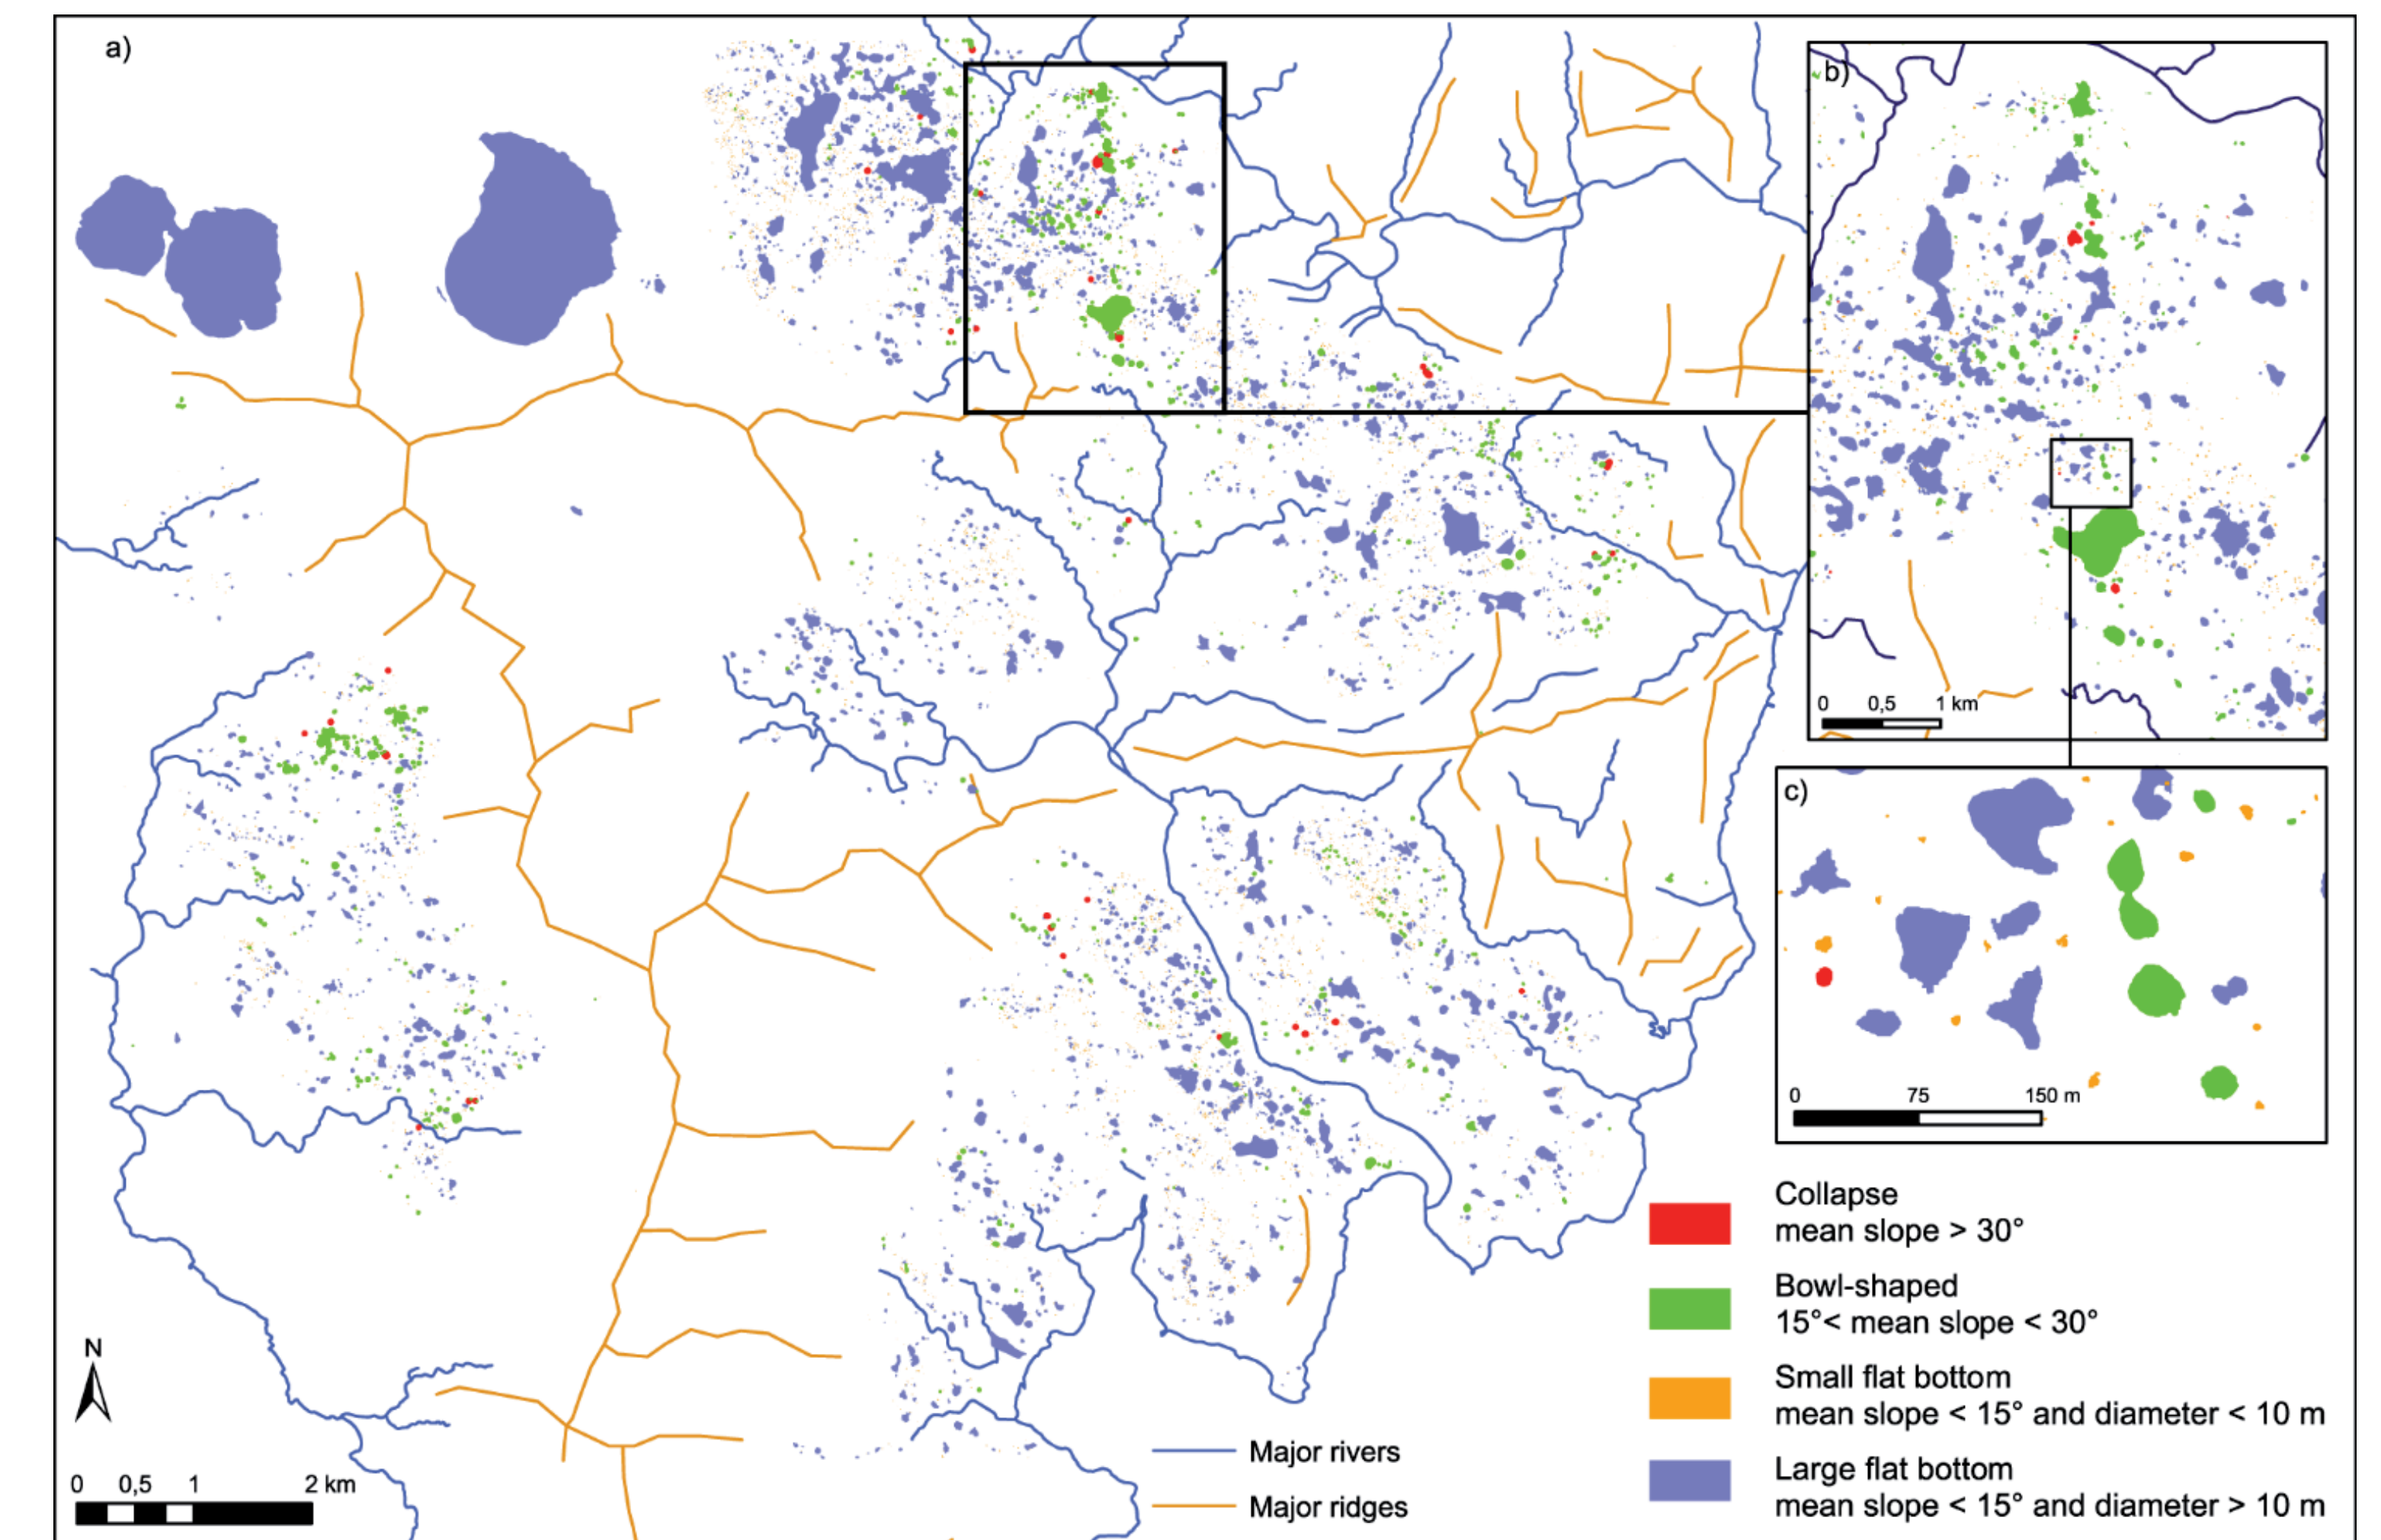 a)
b)
0 0,5 1 km
c)
0 75 150 m
Collapse
mean slope > 30°
Bowl-shaped
15°< mean slope < 30°
Small flat bottom
mean slope < 15° and diameter < 10 m
Large flat bottom
mean slope < 15° and diameter > 10 m
Major rivers
Major ridges
N
0 0,5 1 2 km